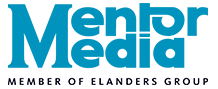 Mentor
Media
MEMBER OF ELANDERS GROUP